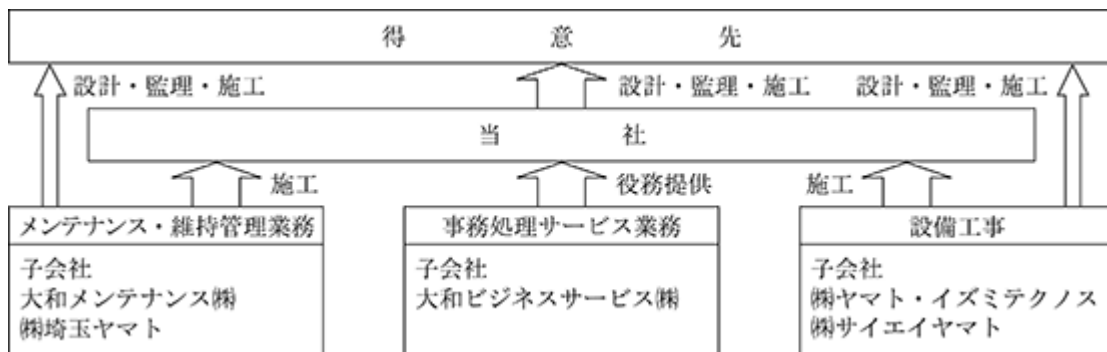 得意先
設計・監理・施工
設計・監理・施工
設計・監理・施工
当社
施工
役務提供
施工
メンテナンス・維持管理業務
子会社
大和メンテナンス㈱
㈱埼玉ヤマト
事務処理サービス業務
子会社
大和ビジネスサービス㈱
設備工事
子会社
㈱ヤマト・イズミテクノス
㈱サイエイヤマト